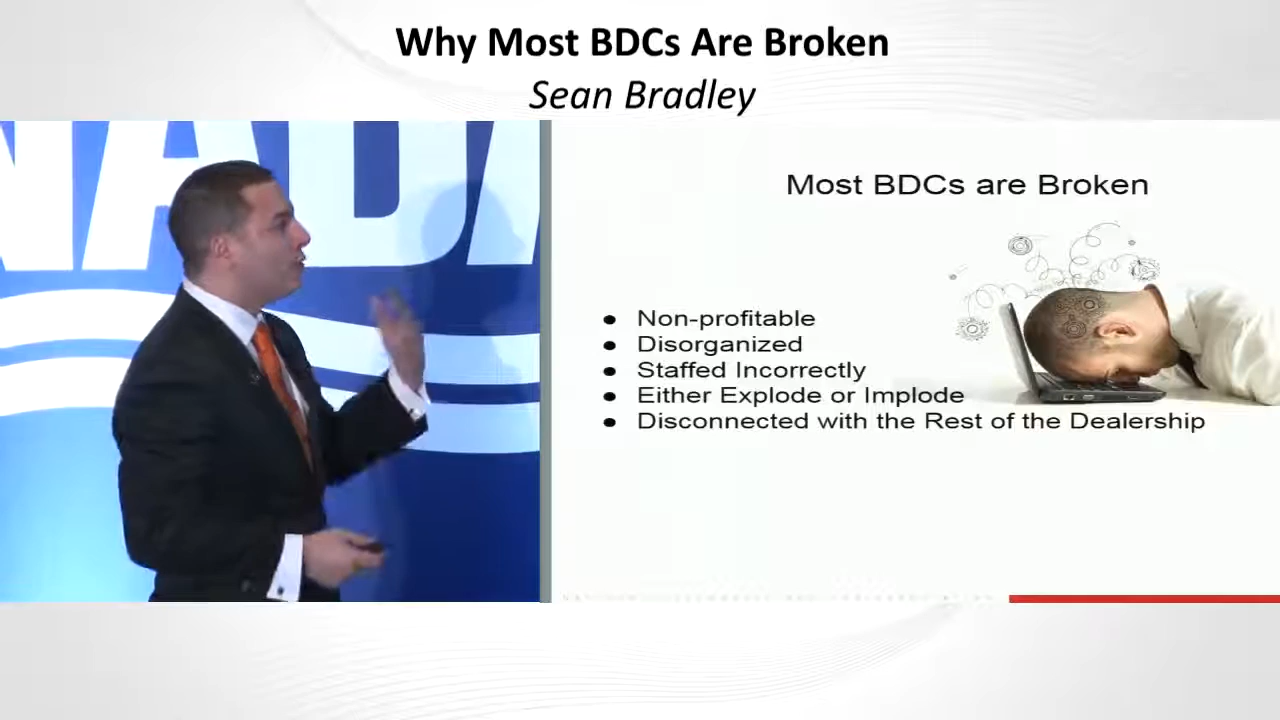 Why Most BDCs Are Broken
Sean Bradley
NADA
Most BDCs are Broken
● Non-profitable
● Disorganized
● Staffed Incorrectly
● Either Explode or Implode
● Disconnected with the Rest of the Dealership